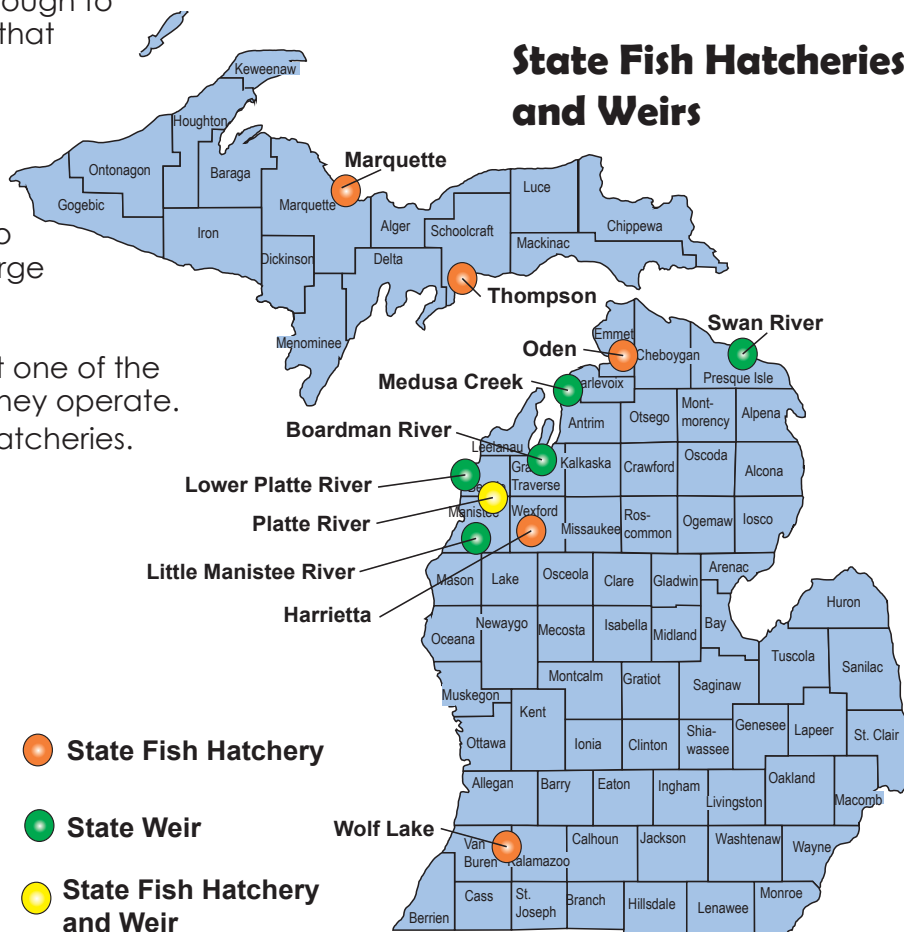 ough to
that
State Fish Hatcheries
and Weirs
Keweenaw
Houghton
Marquette
Ontonagon
Baraga
Luce
Gogebic
Marquette
Alger
Schoolcraft
Chippewa
Iron
Mackinac
o
rge
Dickinson
Delta
Thompson
Menominee
Emmet
Swan River
Oden
Cheboygan
t one of the
Medusa Creek
arlevoix
Presque Isle
hey operate.
Antrim
Otsego
Mont-
morency
Alpena
Boardman River
atcheries.
Leelanau
Gra
Traverse
Kalkaska
Crawford
Oscoda
Alcona
Lower Platte River
Be
Platte River
Manistee
Wexford
Missaukee
Ros-
common
Ogemaw
Iosco
Little Manistee River
Mason
Lake
Osceola
Clare
Gladwin
Arenac
Harrietta
Huron
Oceana
Newaygo
Mecosta
Isabella
Midland
Bay
Tuscola
Sanilac
Muskegon
Montcalm
Gratiot
Saginaw
Kent
Ottawa
Ionia
Clinton
Shia-
wassee
Genesee
Lapeer
St. Clair
State Fish Hatchery
Allegan
Barry
Eaton
Ingham
Livingston
Oakland
Macomb
State Weir
Wolf Lake
Van
Buren
Kalamazoo
Calhoun
Jackson
Washtenaw
Wayne
State Fish Hatchery
and Weir
Berrien
Cass
St.
Joseph
Branch
Hillsdale
Lenawee
Monroe